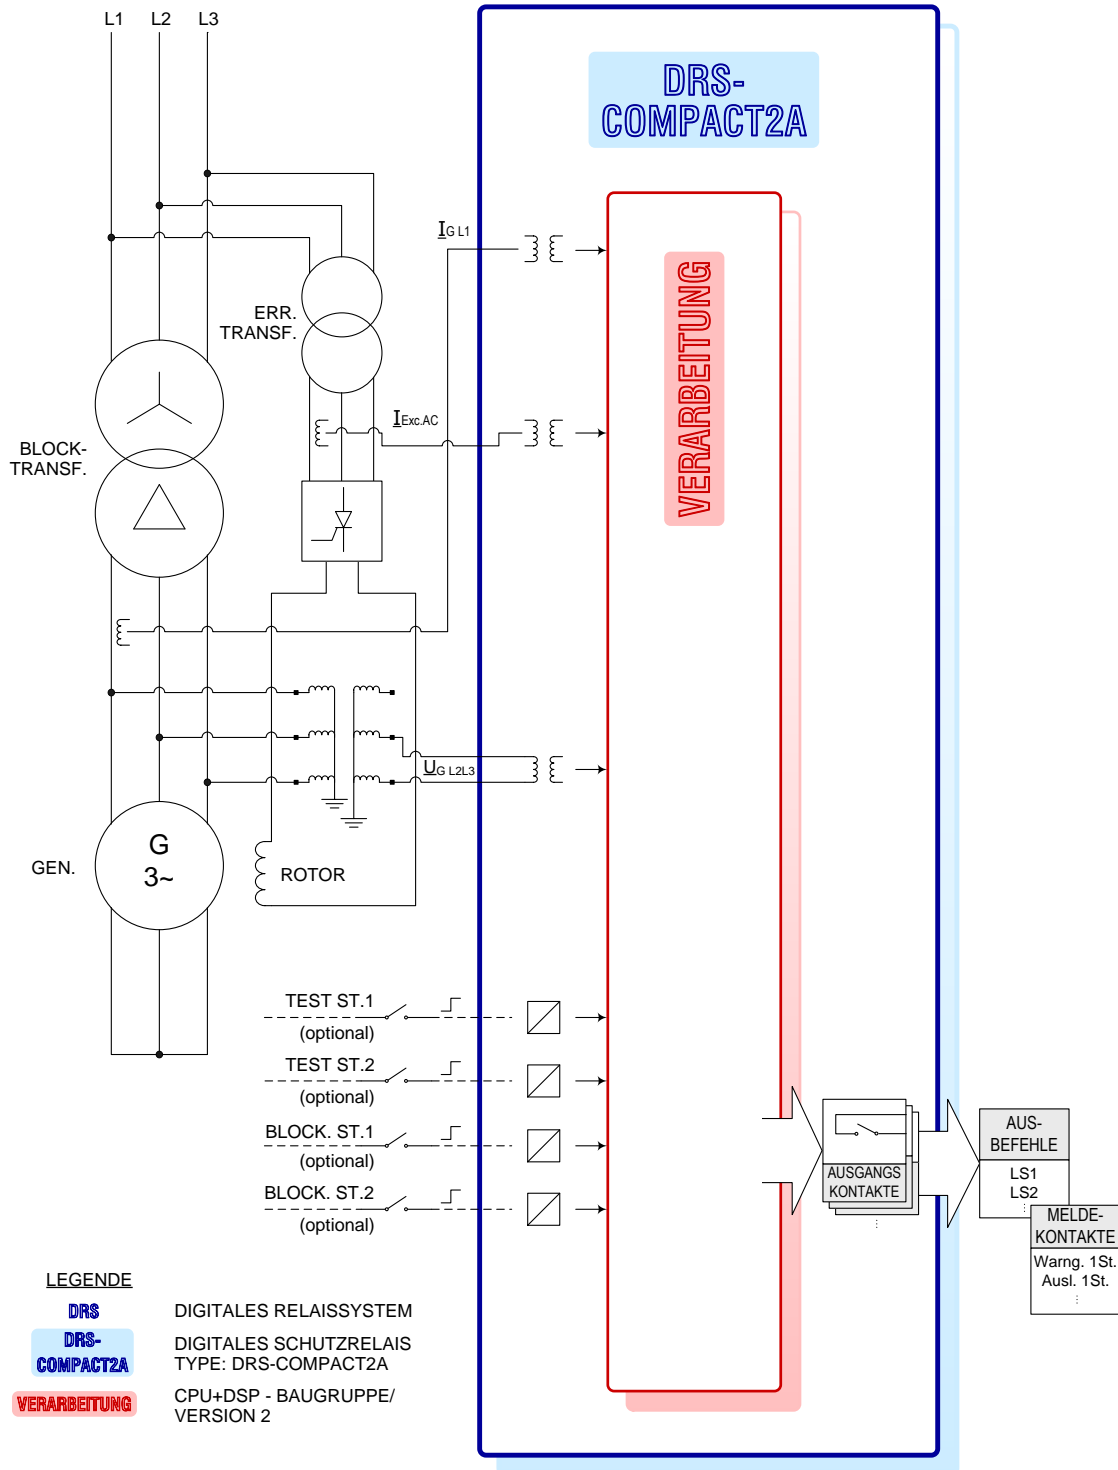 L1 L2 L3
DRS-
COMPACT2A
I G L1
VERARBEITUNG
ERR.
TRANSF.
I Exc.AC
BLOCK-
TRANSF.
U G L2L3
G
3~
GEN.
ROTOR
TEST ST.1
(optional)
TEST ST.2
(optional)
BLOCK. ST.1
(optional)
BLOCK. ST.2
(optional)
AUSGANGS
KONTAKTE
⋮
AUS-
BEFEHLE
LS1
LS2
⋮
MELDE-
KONTAKTE
Warng. 1St.
Ausl. 1St.
⋮
LEGENDE
DRS DIGITALES RELAISSYSTEM
DRS-
COMPACT2A
DIGITALES SCHUTZRELAIS
TYPE: DRS-COMPACT2A
VERARBEITUNG
CPU+DSP - BAUGRUPPE/
VERSION 2